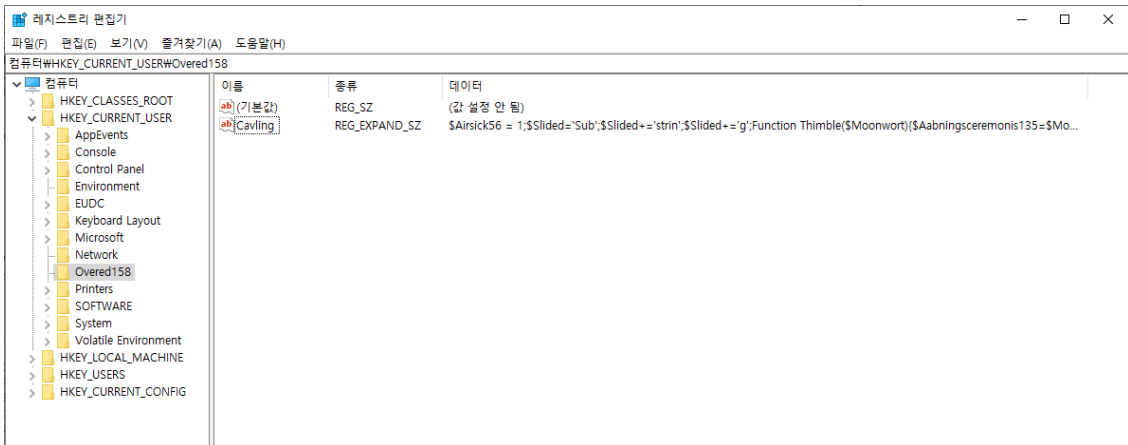 레지스트리 편집기
파일(F) 편집(E) 보기(V) 즐겨찾기(A) 도움말(H)
컴퓨터₩HKEY_CURRENT_USER₩Overed158
컴퓨터
HKEY_CLASSES_ROOT
HKEY_CURRENT_USER
AppEvents
Console
Control Panel
Environment
EUDC
Keyboard Layout
Microsoft
Network
Overed158
Printers
SOFTWARE
System
Volatile Environment
HKEY_LOCAL_MACHINE
HKEY_USERS
HKEY_CURRENT_CONFIG
이름 종류 데이터
ab (기본값) REG_SZ (값 설정 안 됨)
ab Cavling REG_EXPAND_SZ $Airsick56 = 1;$Slided='Sub';$Slided+='strin';$Slided+='g';Function Thimble($Moonwort){$Aabningsceremonis135=$Mo...